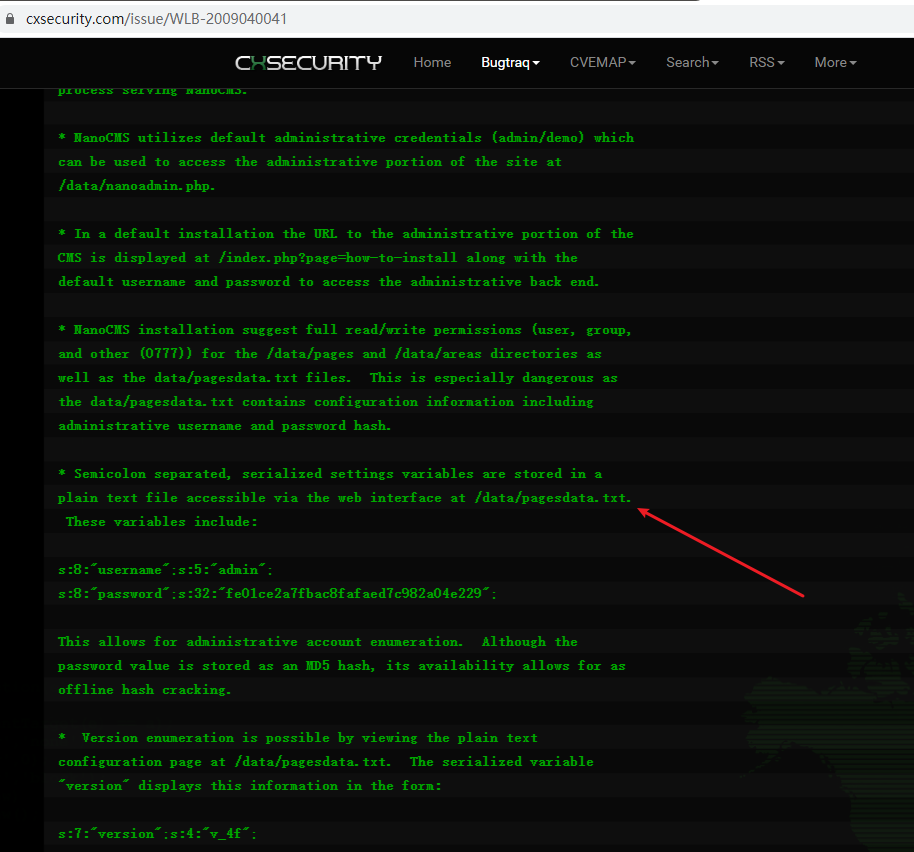 cxsecurity.com/issue/WLB-2009040041
CXSECURITY Home Bugtraq CVEMAP Search RSS More
process serving NanoCMS.
* NanoCMS utilizes default administrative credentials (admin/demo) which
can be used to access the administrative portion of the site at
/data/nanoadmin.php.
* In a default installation the URL to the administrative portion of the
CMS is displayed at /index.php?page=how-to-install along with the
default username and password to access the administrative back end.
* NanoCMS installation suggest full read/write permissions (user, group,
and other (0777)) for the /data/pages and /data/areas directories as
well as the data/pagesdata.txt files.  This is especially dangerous as
the data/pagesdata.txt contains configuration information including
administrative username and password hash.
* Semicolon separated, serialized settings variables are stored in a
plain text file accessible via the web interface at /data/pagesdata.txt.
These variables include:
s:8:"username";s:5:"admin";
s:8:"password";s:32:"fe01ce2a7fbac8fafaed7c982a04e229";
This allows for administrative account enumeration.  Although the
password value is stored as an MD5 hash, its availability allows for as
offline hash cracking.
*  Version enumeration is possible by viewing the plain text
configuration page at /data/pagesdata.txt.  The serialized variable
"version" displays this information in the form:
s:7:"version";s:4:"v_4f";